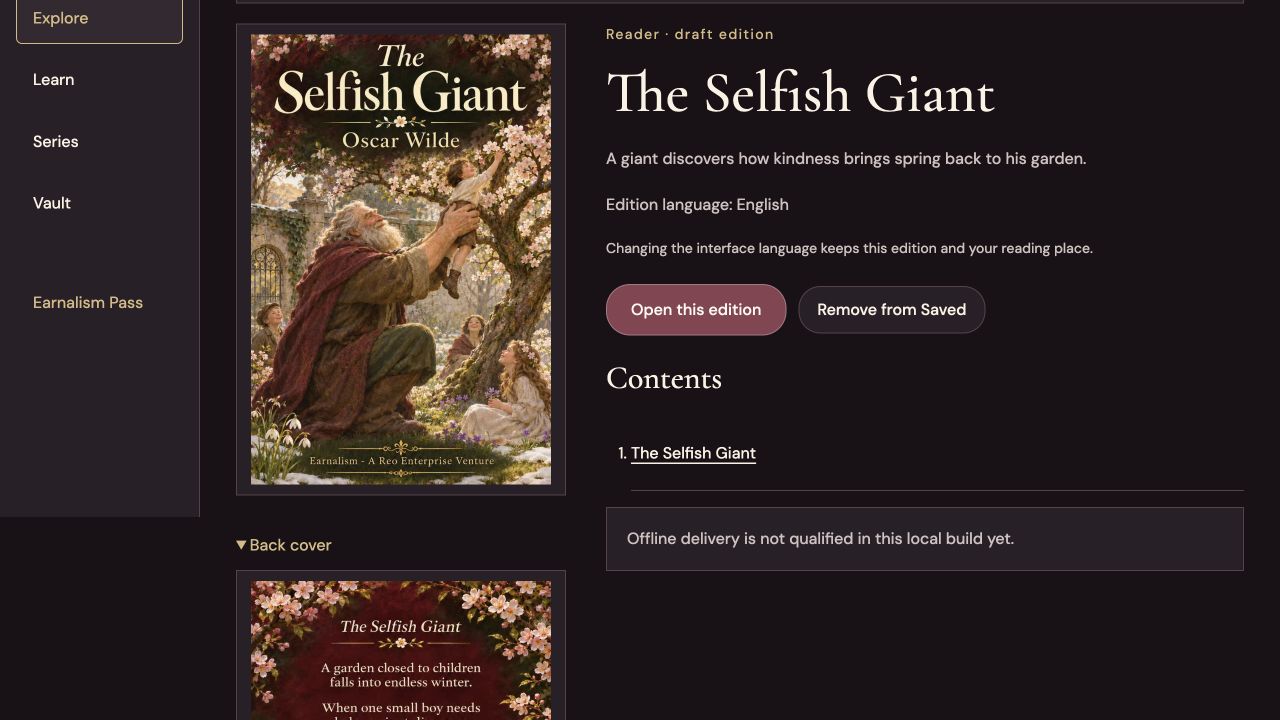 Explore
Learn
Series
Vault
Earnalism Pass
The
Selfish Giant
Oscar Wilde
Earnalism - A Reo Enterprise Venture
Back cover
The Selfish Giant
A garden closed to children
falls into endless winter.
When one small boy needs
Reader · draft edition
The Selfish Giant
A giant discovers how kindness brings spring back to his garden.
Edition language: English
Changing the interface language keeps this edition and your reading place.
Open this edition
Remove from Saved
Contents
1. The Selfish Giant
Offline delivery is not qualified in this local build yet.